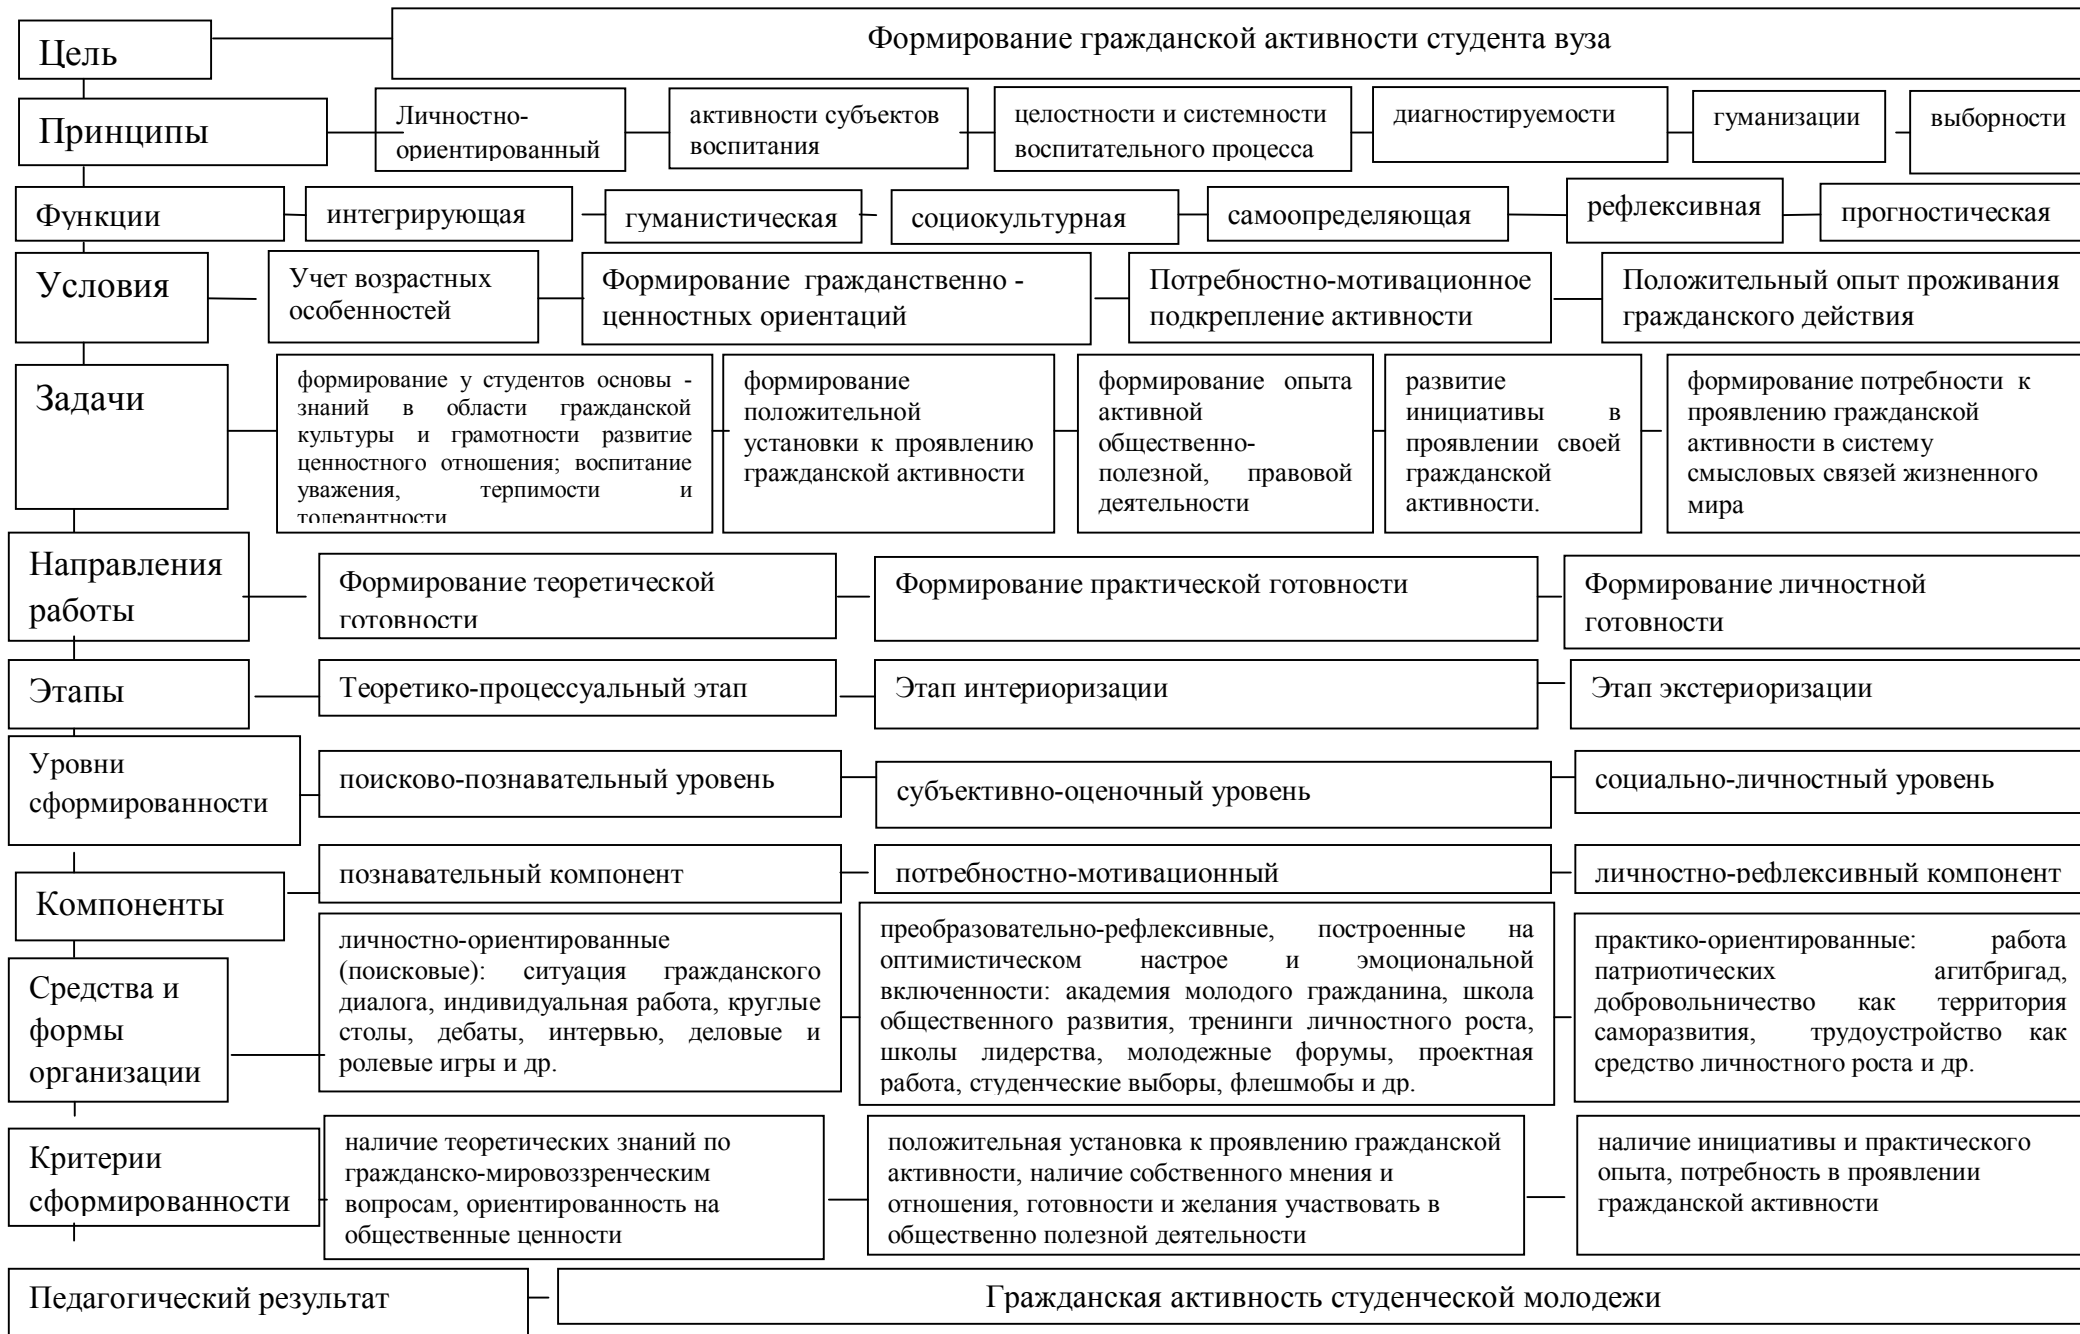 Цель
Формирование гражданской активности студента вуза
Принципы
Личностно-
ориентированный
активности субъектов
воспитания
целостности и системности
воспитательного процесса
диагностируемости
гуманизации
выборности
Функции
интегрирующая
гуманистическая
социокультурная
самоопределяющая
рефлексивная
прогностическая
Условия
Учет возрастных
особенностей
Формирование гражданственно -
ценностных ориентаций
Потребностно-мотивационное
подкрепление активности
Положительный опыт проживания
гражданского действия
Задачи
формирование у студентов основы -
знаний в области гражданской
культуры и грамотности развитие
ценностного отношения; воспитание
уважения, терпимости и
толерантности
формирование
положительной
установки к проявлению
гражданской активности
формирование опыта
активной
общественно-
полезной, правовой
деятельности
развитие
инициативы в
проявлении своей
гражданской
активности.
формирование потребности к
проявлению гражданской
активности в систему
смысловых связей жизненного
мира
Направления
работы
Формирование теоретической
готовности
Формирование практической готовности
Формирование личностной
готовности
Этапы
Теоретико-процессуальный этап
Этап интериоризации
Этап экстериоризации
Уровни
сформированности
поисково-познавательный уровень
субъективно-оценочный уровень
социально-личностный уровень
Компоненты
познавательный компонент
потребностно-мотивационный
личностно-рефлексивный компонент
Средства и
формы
организации
личностно-ориентированные
(поисковые): ситуация гражданского
диалога, индивидуальная работа, круглые
столы, дебаты, интервью, деловые и
ролевые игры и др.
преобразовательно-рефлексивные, построенные на
оптимистическом настрое и эмоциональной
включенности: академия молодого гражданина, школа
общественного развития, тренинги личностного роста,
школы лидерства, молодежные форумы, проектная
работа, студенческие выборы, флешмобы и др.
практико-ориентированные: работа
патриотических агитбригад,
добровольничество как территория
саморазвития, трудоустройство как
средство личностного роста и др.
Критерии
сформированности
наличие теоретических знаний по
гражданско-мировоззренческим
вопросам, ориентированность на
общественные ценности
положительная установка к проявлению гражданской
активности, наличие собственного мнения и
отношения, готовности и желания участвовать в
общественно полезной деятельности
наличие инициативы и практического
опыта, потребность в проявлении
гражданской активности
Педагогический результат
Гражданская активность студенческой молодежи